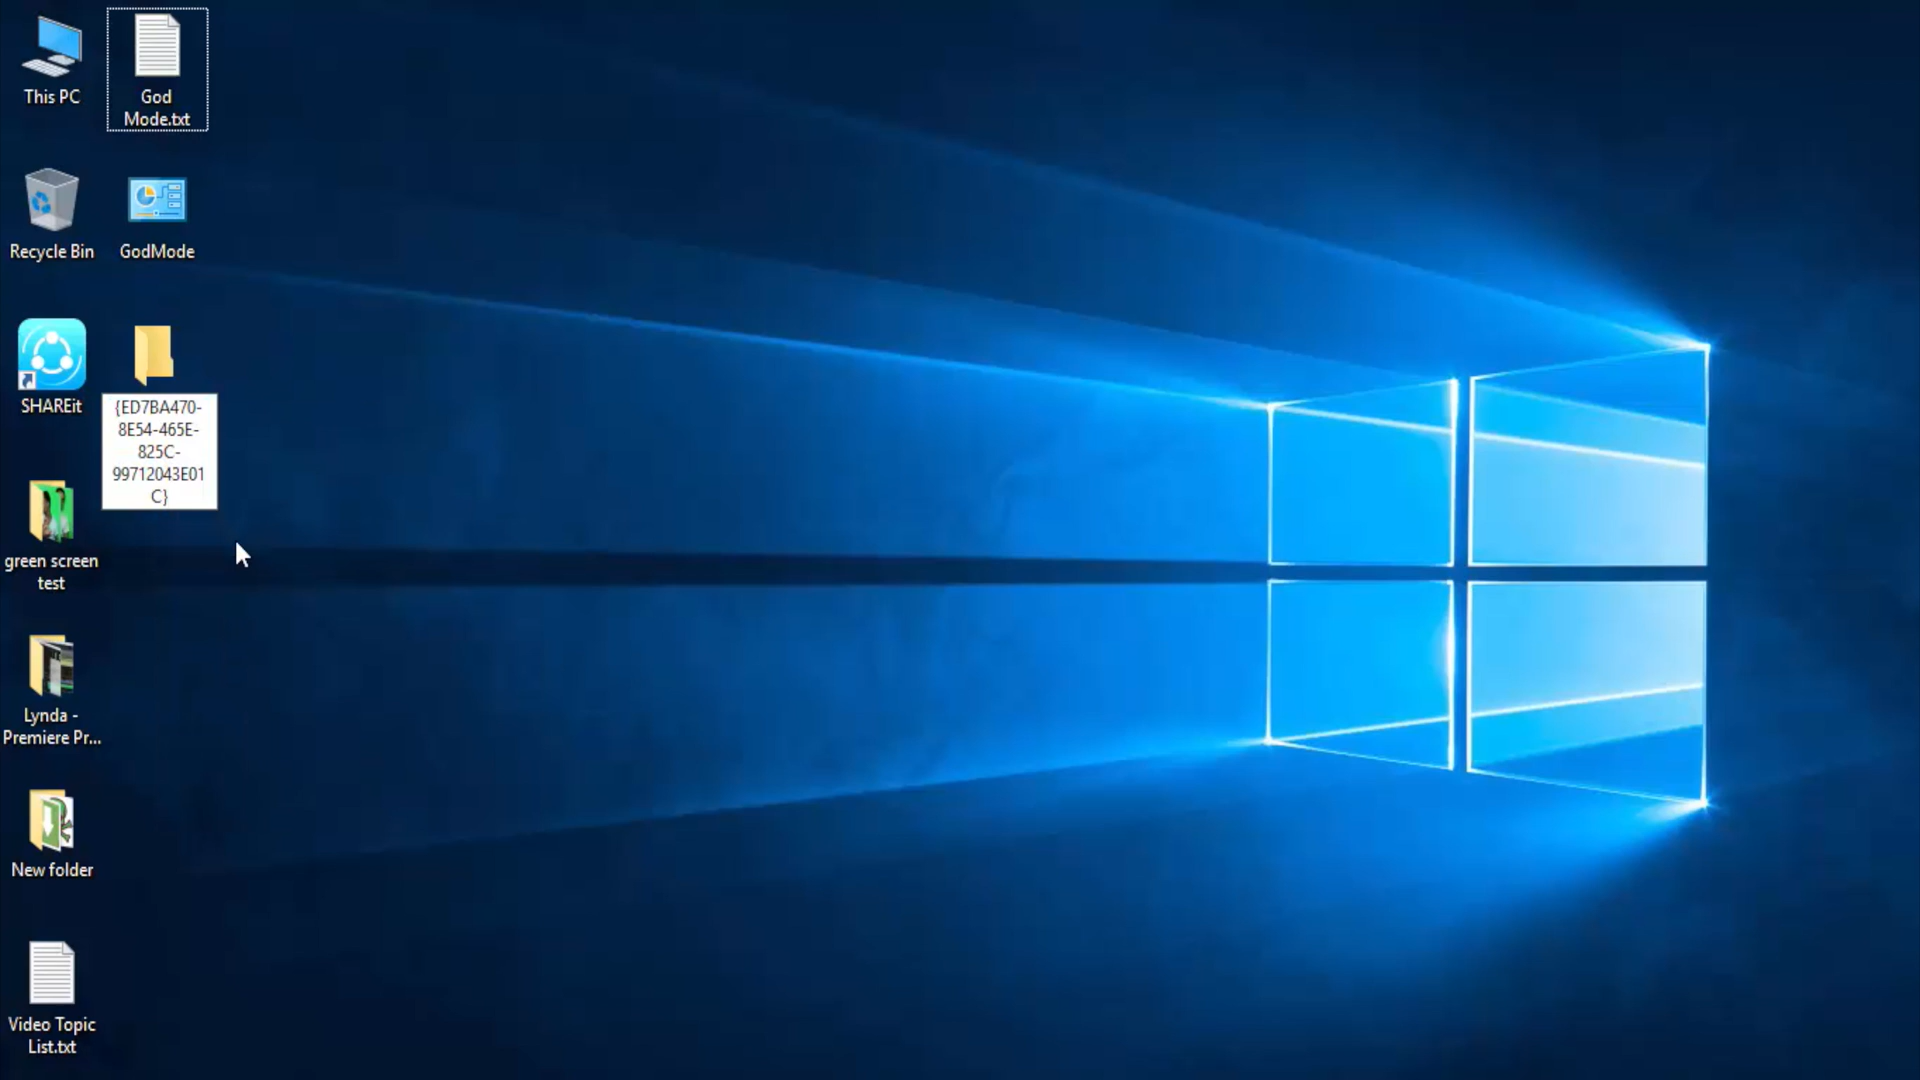 This PC
God
Mode.txt
Recycle Bin
GodMode
SHAREit
{ED7BA470-
8E54-465E-
825C-
99712043E01
C}
green screen
test
Lynda -
Premiere Pr...
New folder
Video Topic
List.txt